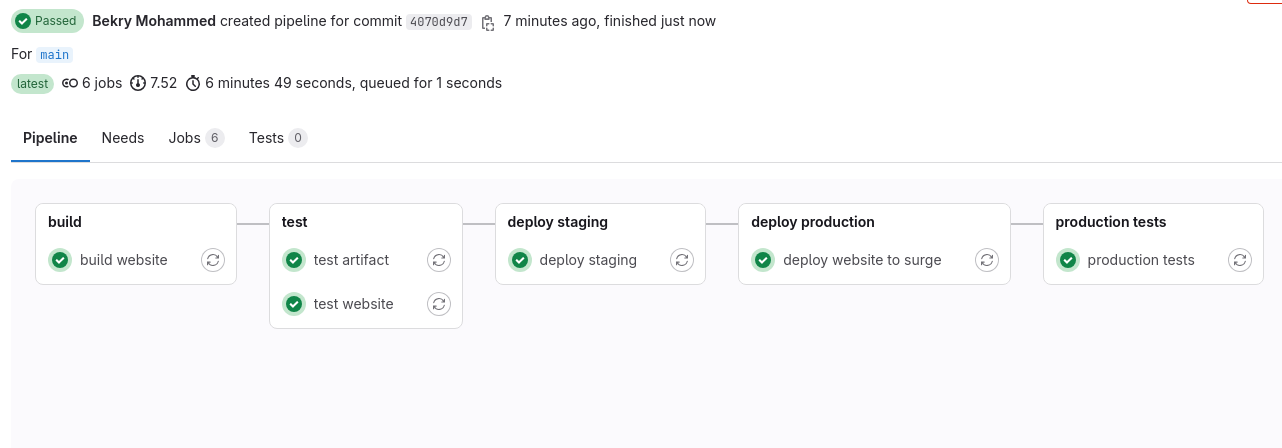 Passed Bekry Mohammed created pipeline for commit 4070d9d7 7 minutes ago, finished just now
For main
latest 6 jobs 7.52 6 minutes 49 seconds, queued for 1 seconds
Pipeline Needs Jobs 6 Tests 0
build test deploy staging deploy production production tests
build website test artifact deploy staging deploy website to surge production tests
test website